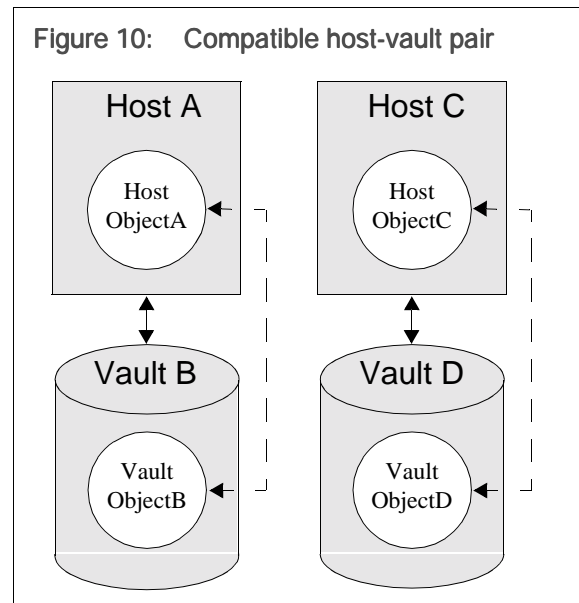 Figure 10: Compatible host-vault pair
Host A
Host
ObjectA
Vault B
Vault
ObjectB
Host C
Host
ObjectC
Vault D
Vault
ObjectD